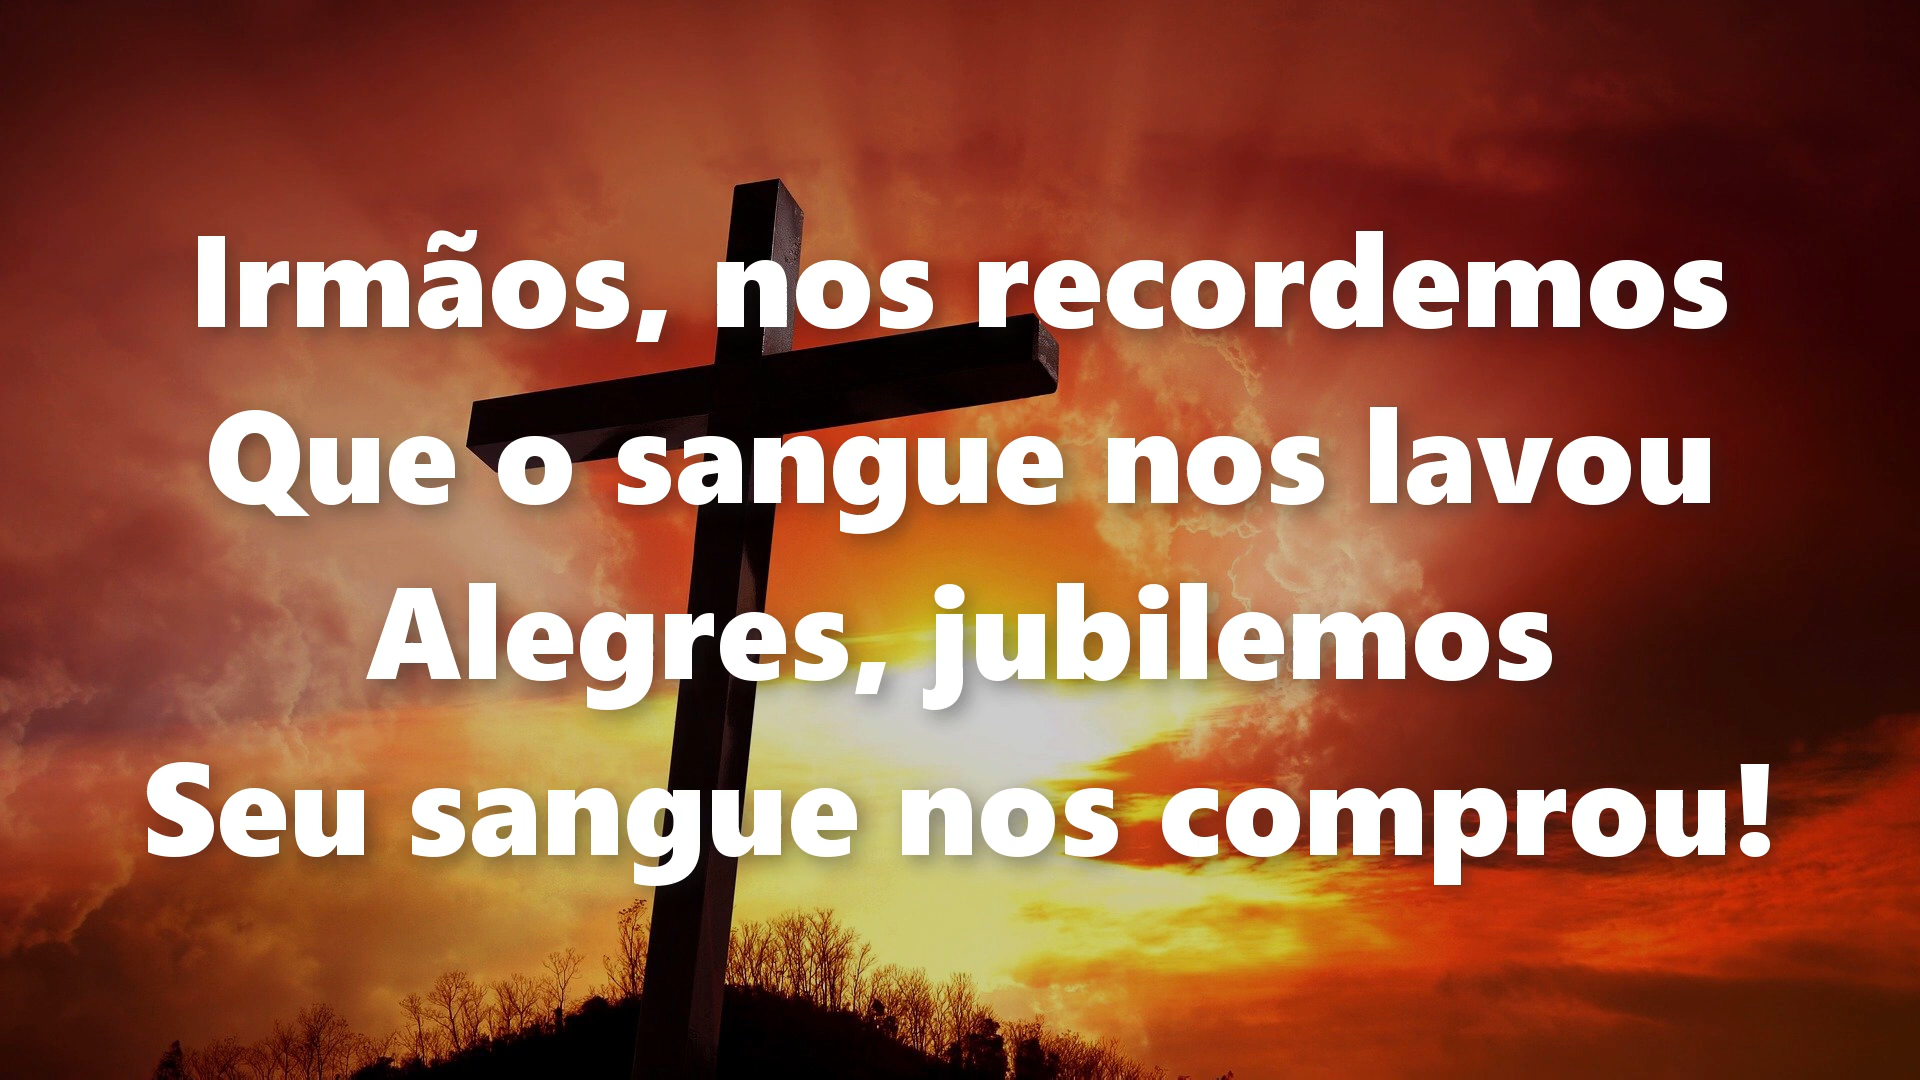 Irmãos, nos recordemos
Que o sangue nos lavou
Alegres, jubilemos
Seu sangue nos comprou!